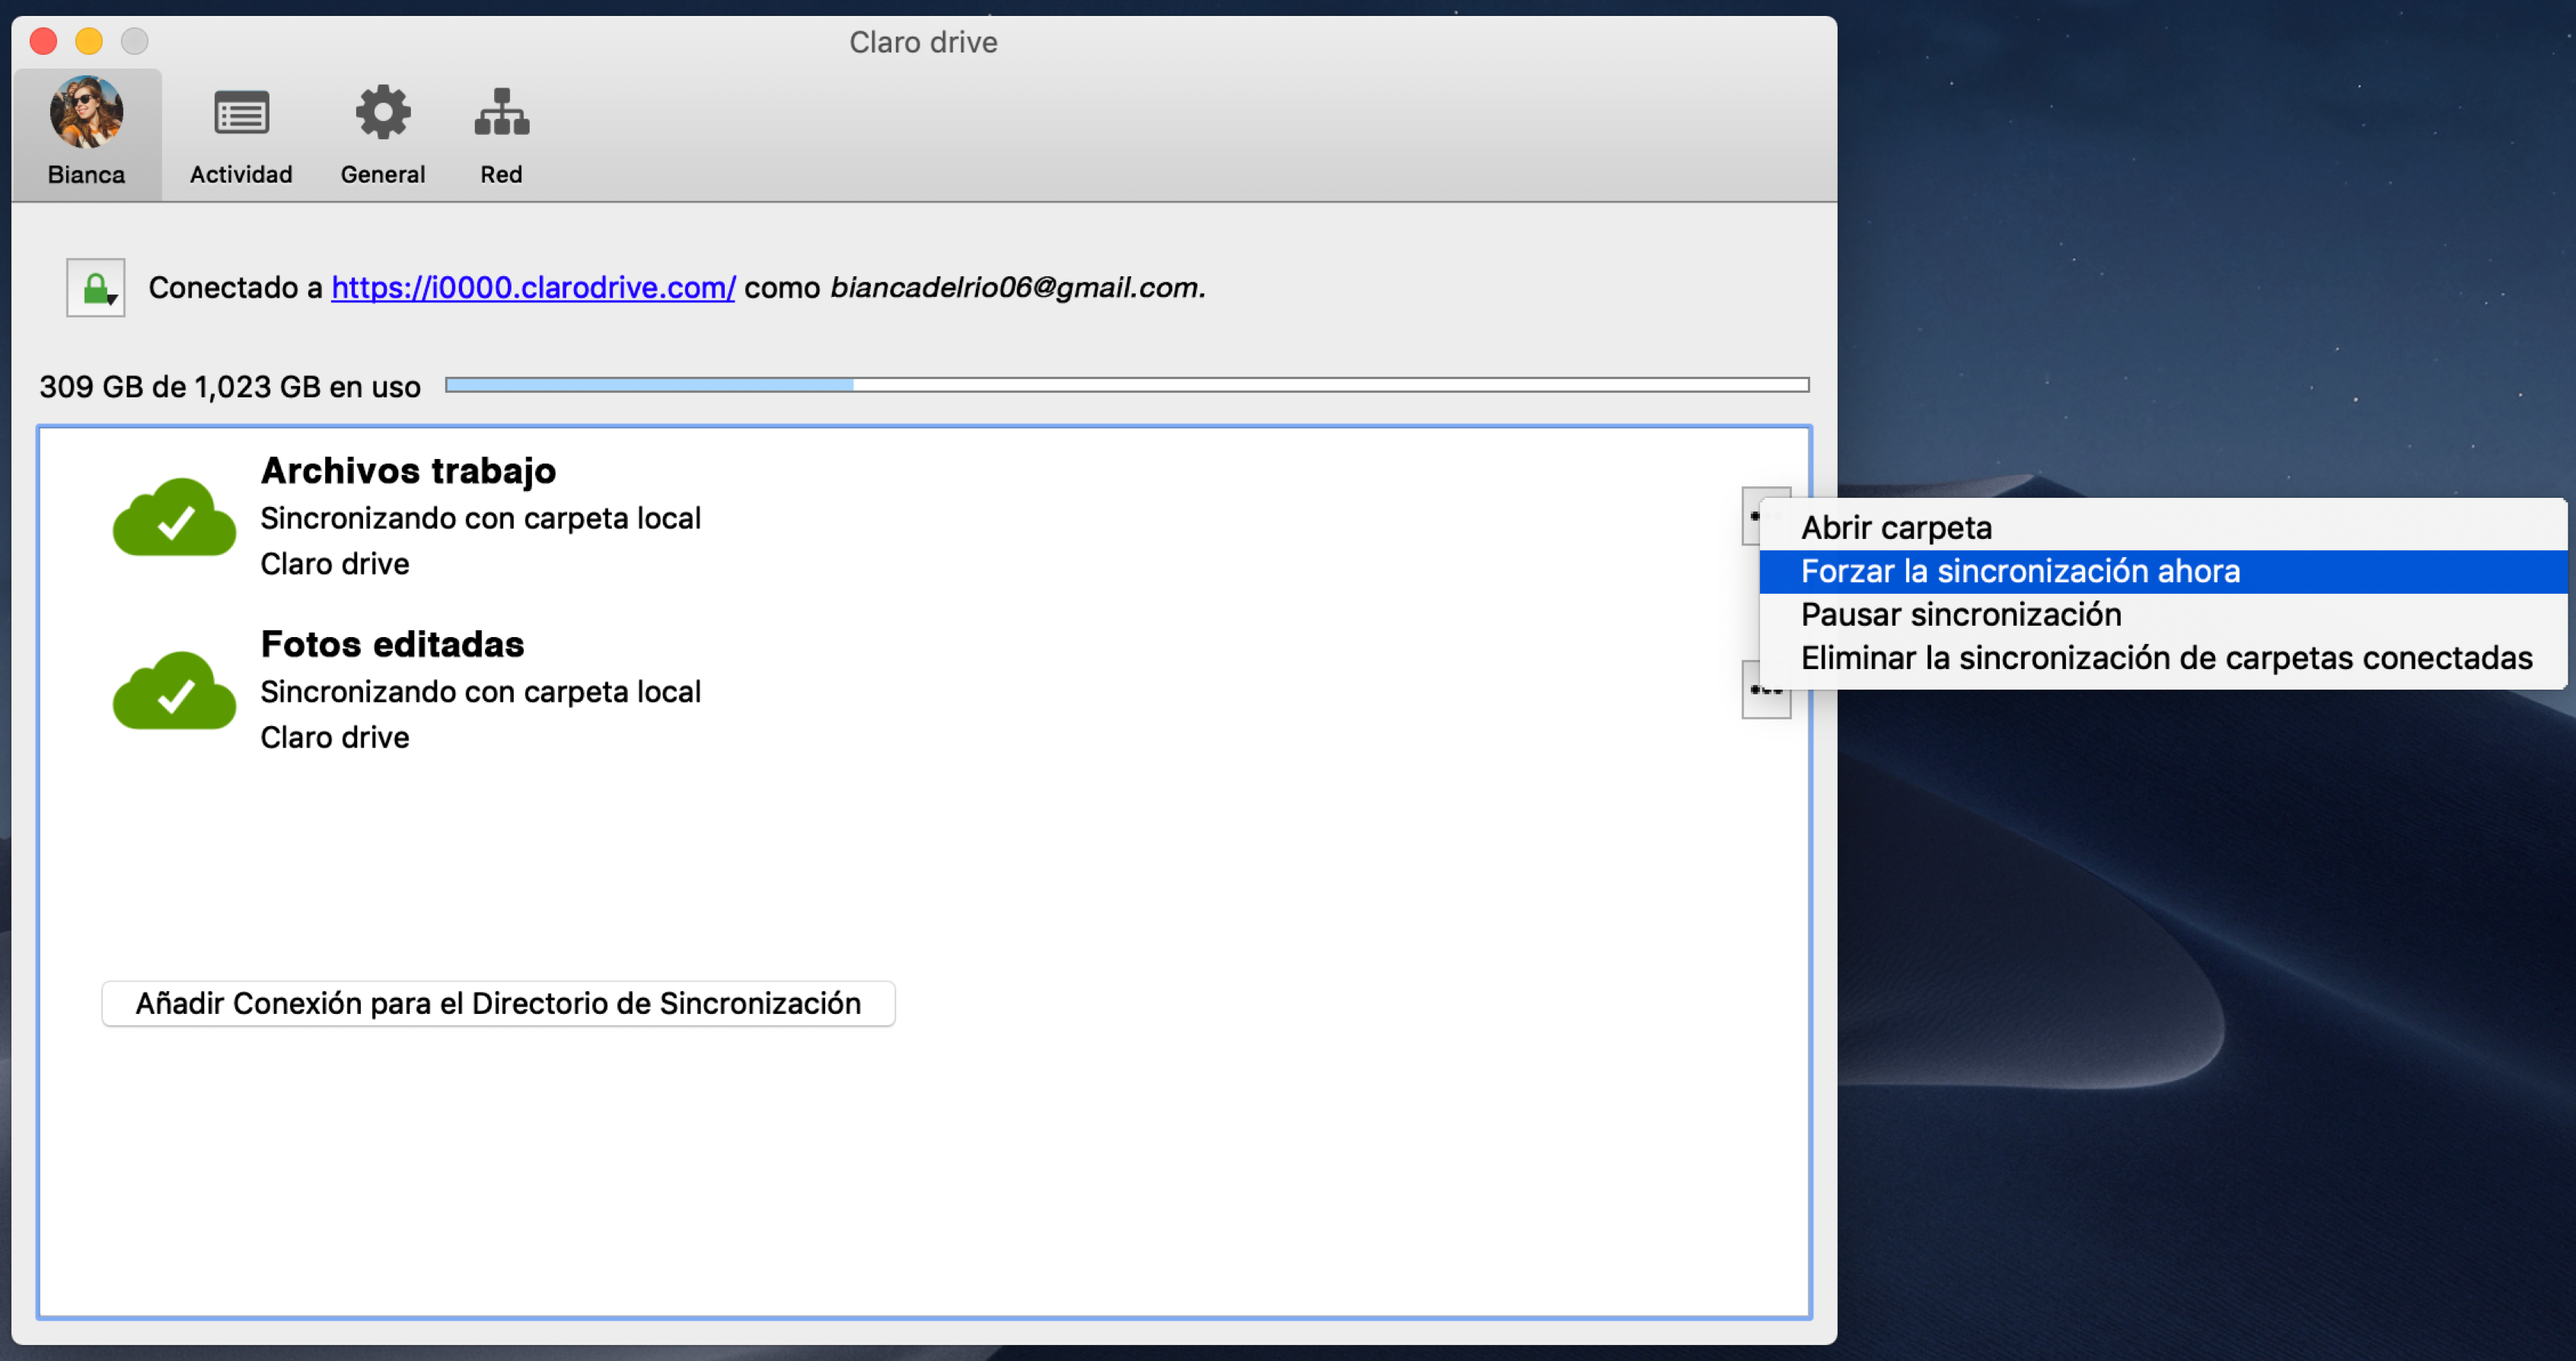 Claro drive
Bianca
Actividad
General
Red
Conectado a https://i0000.clarodrive.com/ como biancadelrio06@gmail.com.
309 GB de 1,023 GB en uso
Archivos trabajo
Sincronizando con carpeta local
Claro drive
Fotos editadas
Sincronizando con carpeta local
Claro drive
Abrir carpeta
Forzar la sincronización ahora
Pausar sincronización
Eliminar la sincronización de carpetas conectadas
Añadir Conexión para el Directorio de Sincronización